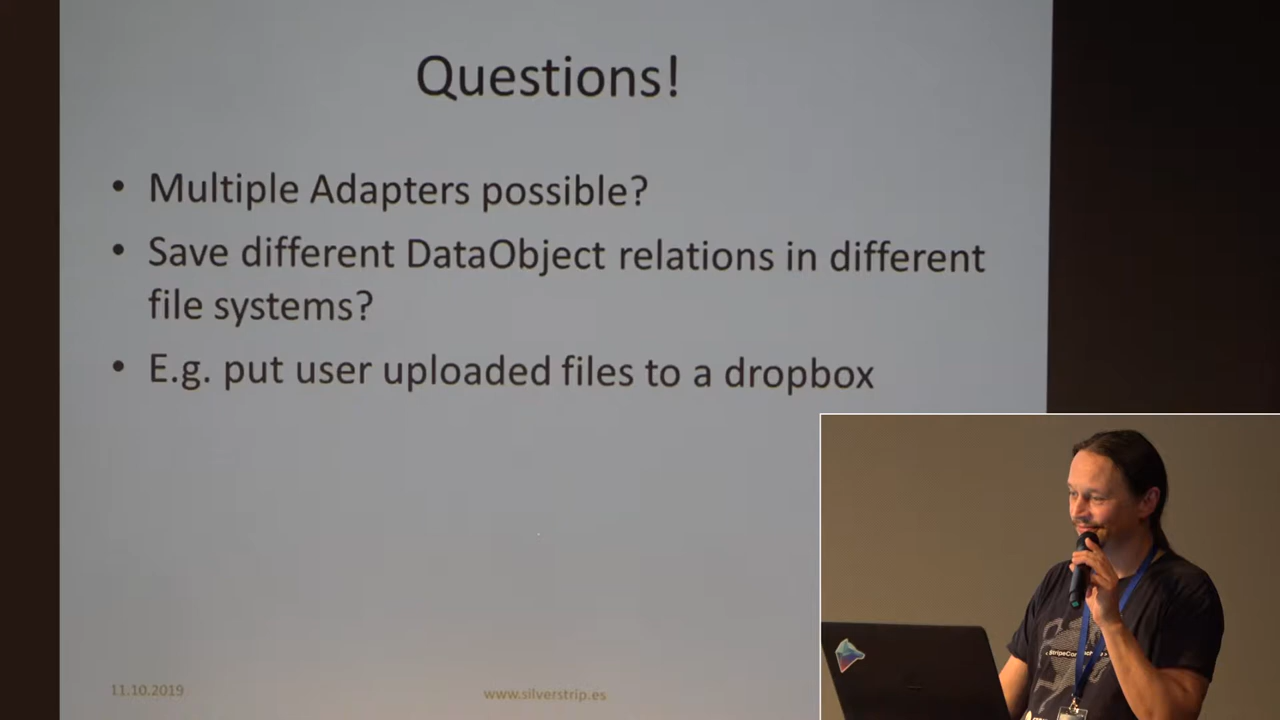 Questions!
• Multiple Adapters possible?
• Save different DataObject relations in different
file systems?
• E.g. put user uploaded files to a dropbox
11.10.2019
www.silverstrip.es